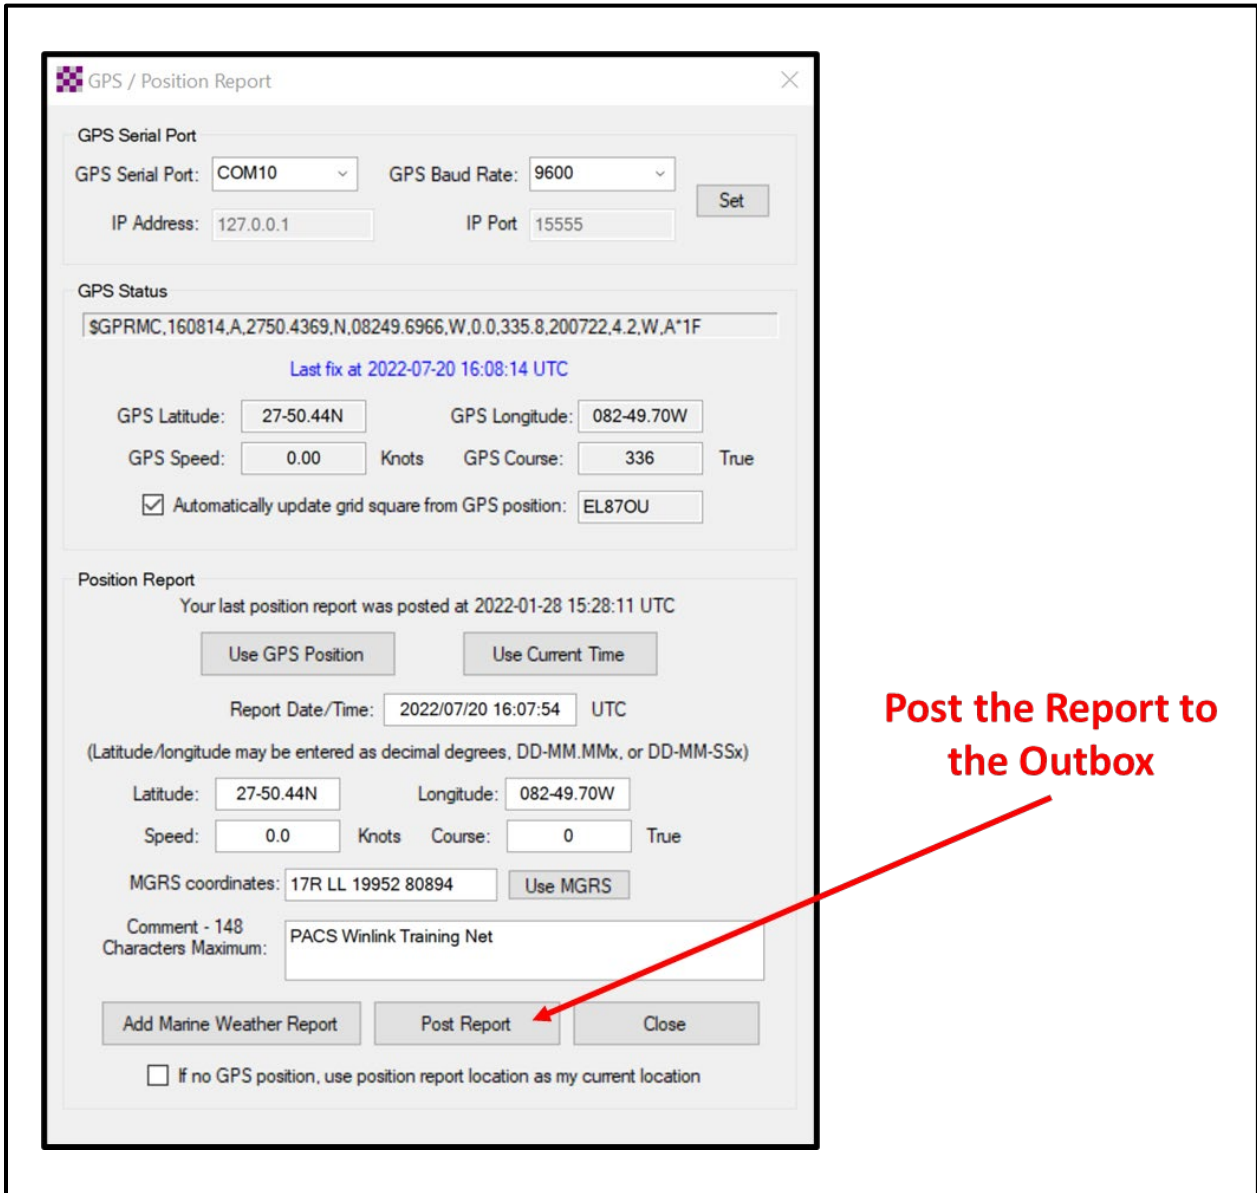 GPS / Position Report
GPS Serial Port
GPS Serial Port: COM10 GPS Baud Rate: 9600
Set
IP Address: 127.0.0.1 IP Port 15555
GPS Status
$GPRMC,160814,A,2750.4369,N,08249.6966,W,0.0,335.8,200722,4.2,W,A*1F
Last fix at 2022-07-20 16:08:14 UTC
GPS Latitude: 27-50.44N GPS Longitude: 082-49.70W
GPS Speed: 0.00 Knots GPS Course: 336 True
Automatically update grid square from GPS position: EL87OU
Position Report
Your last position report was posted at 2022-01-28 15:28:11 UTC
Use GPS Position Use Current Time
Report Date/Time: 2022/07/20 16:07:54 UTC
(Latitude/longitude may be entered as decimal degrees, DD-MM.MMx, or DD-MM-SSx)
Latitude: 27-50.44N Longitude: 082-49.70W
Speed: 0.0 Knots Course: 0 True
MGRS coordinates: 17R LL 19952 80894 Use MGRS
Comment - 148
Characters Maximum: PACS Winlink Training Net
Add Marine Weather Report Post Report Close
If no GPS position, use position report location as my current location
Post the Report to
the Outbox